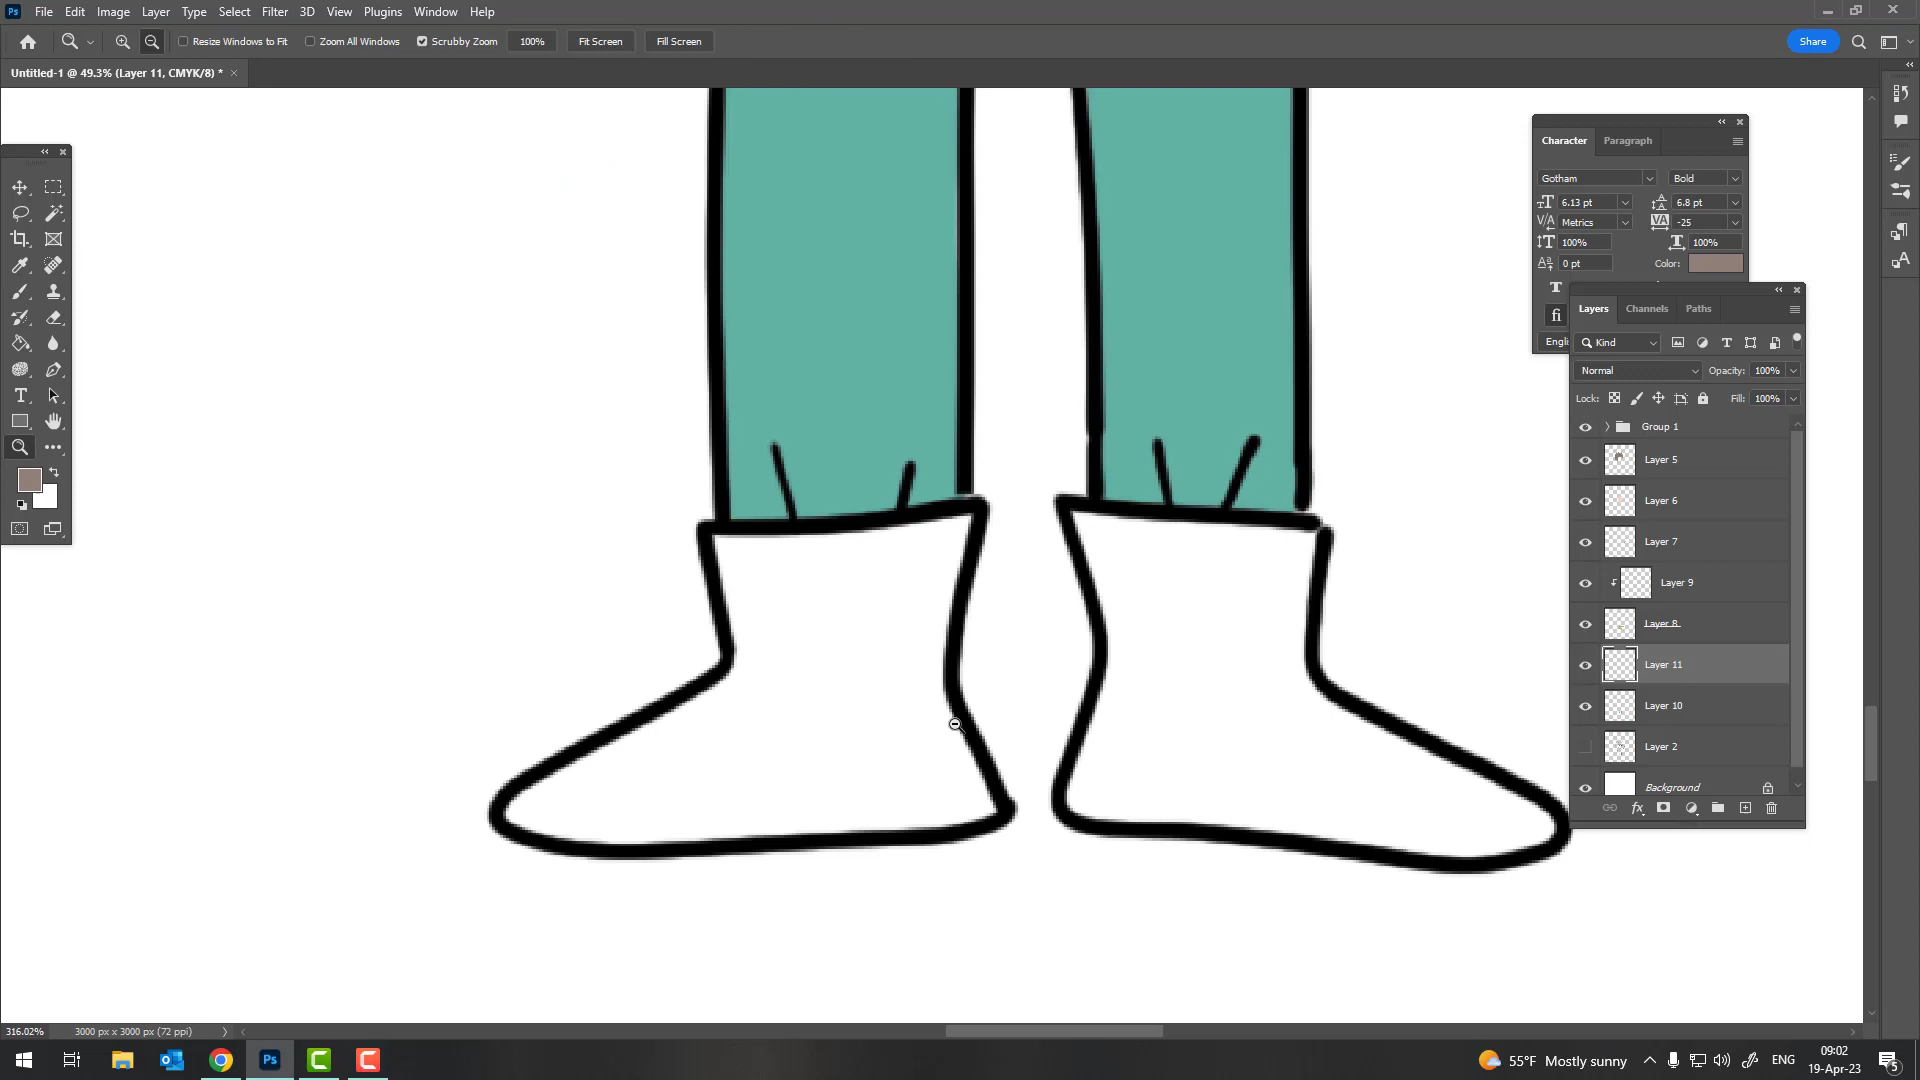 Ps File Edit Image Layer Type Select Filter 3D View Plugins Window Help
Resize Windows to Fit Zoom All Windows Scrubby Zoom 100% Fit Screen Fill Screen Share
Untitled-1 @ 49.3% (Layer 11, CMYK/8) *
Character Paragraph
Gotham Bold
6.13 pt 6.8 pt
Metrics -25
100% 100%
0 pt Color:
T
fi
Engli
Layers Channels Paths
Kind
Normal Opacity: 100%
Lock: Fill: 100%
Group 1
Layer 5
Layer 6
Layer 7
Layer 9
Layer 8
Layer 11
Layer 10
Layer 2
Background
316.02% 3000 px x 3000 px (72 ppi)
55°F Mostly sunny ENG 09:02
19-Apr-23
5